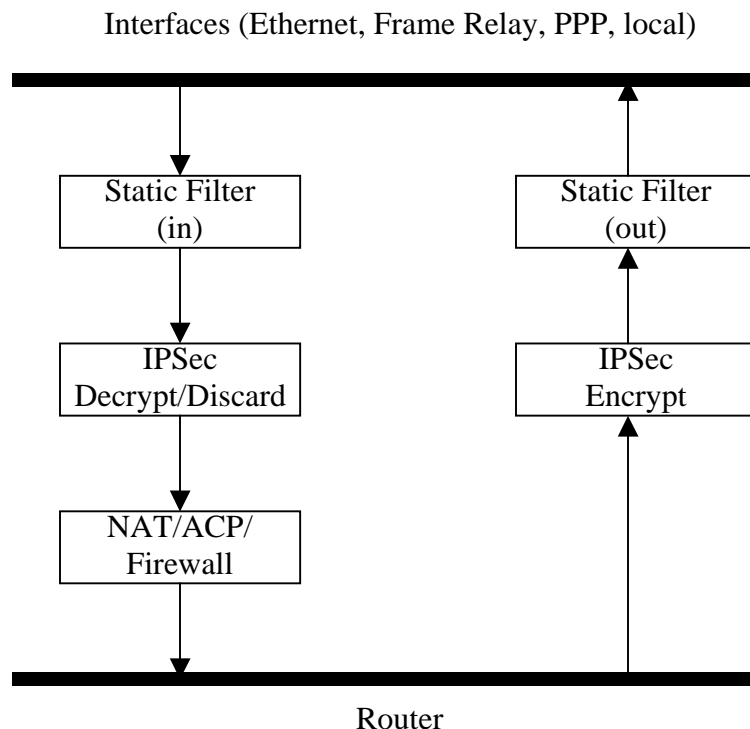 Interfaces (Ethernet, Frame Relay, PPP, local)
Static Filter
(in)
Static Filter
(out)
IPSec
Decrypt/Discard
IPSec
Encrypt
NAT/ACP/
Firewall
Router